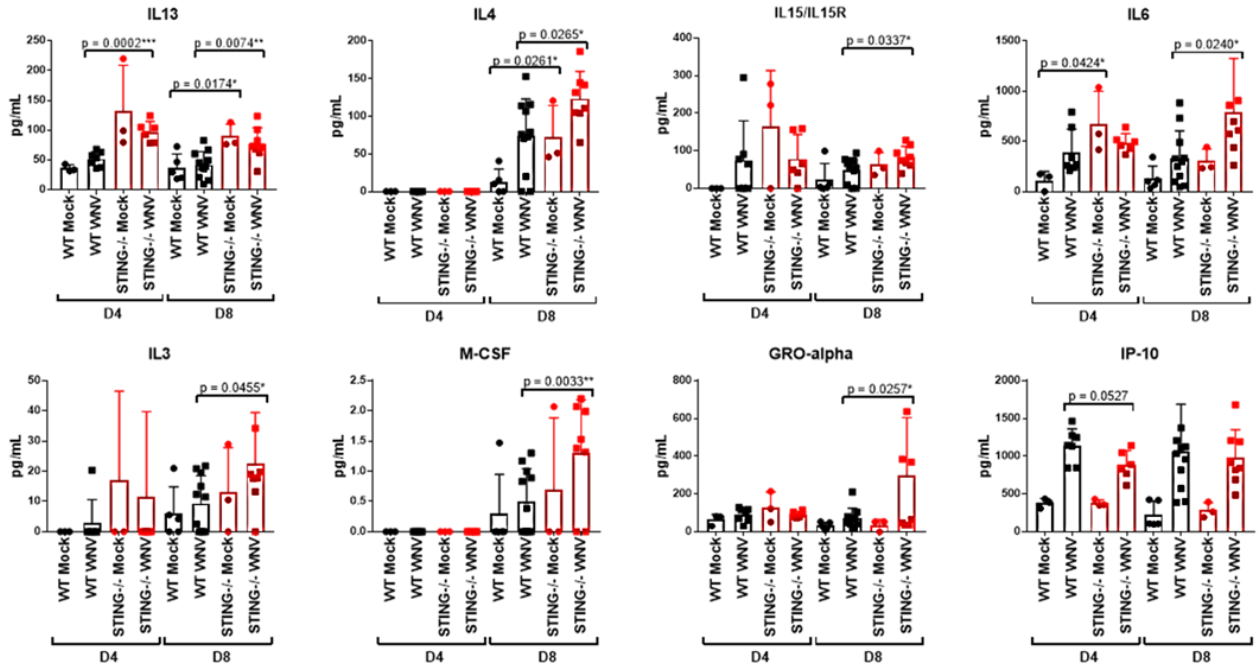 IL13
p = 0.0002***
p = 0.0074**
p = 0.0174*
pg/mL
250
200
150
100
50
0
WT Mock
WT WNV
STING-/- Mock
STING-/- WNV
WT Mock
WT WNV
STING-/- Mock
STING-/- WNV
D4
D8
IL4
p = 0.0265*
p = 0.0261*
pg/mL
200
150
100
50
0
WT Mock
WT WNV
STING-/- Mock
STING-/- WNV
WT Mock
WT WNV
STING-/- Mock
STING-/- WNV
D4
D8
IL15/IL15R
p = 0.0337*
pg/mL
400
300
200
100
0
WT Mock
WT WNV
STING-/- Mock
STING-/- WNV
WT Mock
WT WNV
STING-/- Mock
STING-/- WNV
D4
D8
IL6
p = 0.0424*
p = 0.0240*
pg/mL
1500
1000
500
0
WT Mock
WT WNV
STING-/- Mock
STING-/- WNV
WT Mock
WT WNV
STING-/- Mock
STING-/- WNV
D4
D8
IL3
p = 0.0455*
pg/mL
50
40
30
20
10
0
WT Mock
WT WNV
STING-/- Mock
STING-/- WNV
WT Mock
WT WNV
STING-/- Mock
STING-/- WNV
D4
D8
M-CSF
p = 0.0033**
pg/mL
2.5
2.0
1.5
1.0
0.5
0.0
WT Mock
WT WNV
STING-/- Mock
STING-/- WNV
WT Mock
WT WNV
STING-/- Mock
STING-/- WNV
D4
D8
GRO-alpha
p = 0.0257*
pg/mL
800
600
400
200
0
WT Mock
WT WNV
STING-/- Mock
STING-/- WNV
WT Mock
WT WNV
STING-/- Mock
STING-/- WNV
D4
D8
IP-10
p = 0.0527
pg/mL
2000
1500
1000
500
0
WT Mock
WT WNV
STING-/- Mock
STING-/- WNV
WT Mock
WT WNV
STING-/- Mock
STING-/- WNV
D4
D8